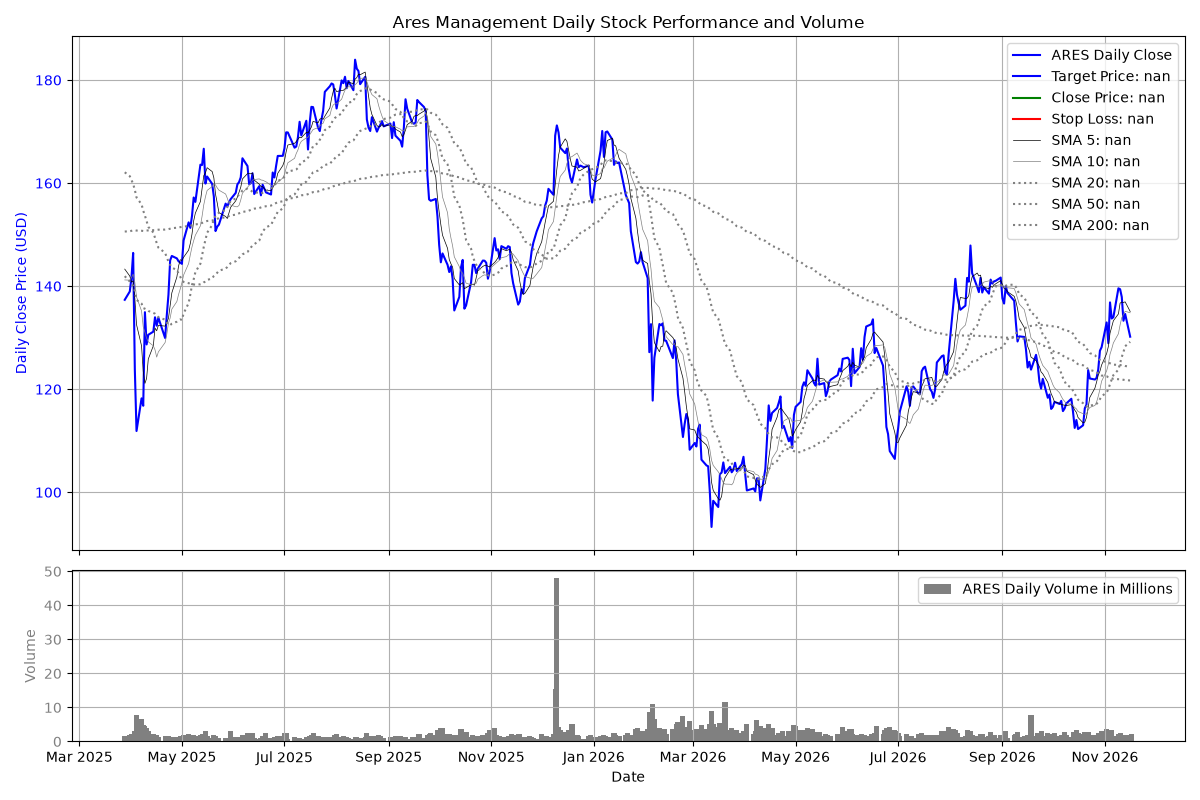 Ares Management Daily Stock Performance and Volume
Daily Close Price (USD)
180
160
140
120
100
ARES Daily Close
Target Price: nan
Close Price: nan
Stop Loss: nan
SMA 5: nan
SMA 10: nan
SMA 20: nan
SMA 50: nan
SMA 200: nan
Volume
50
40
30
20
10
0
ARES Daily Volume in Millions
Mar 2025 May 2025 Jul 2025 Sep 2025 Nov 2025 Jan 2026 Mar 2026 May 2026 Jul 2026 Sep 2026 Nov 2026
Date